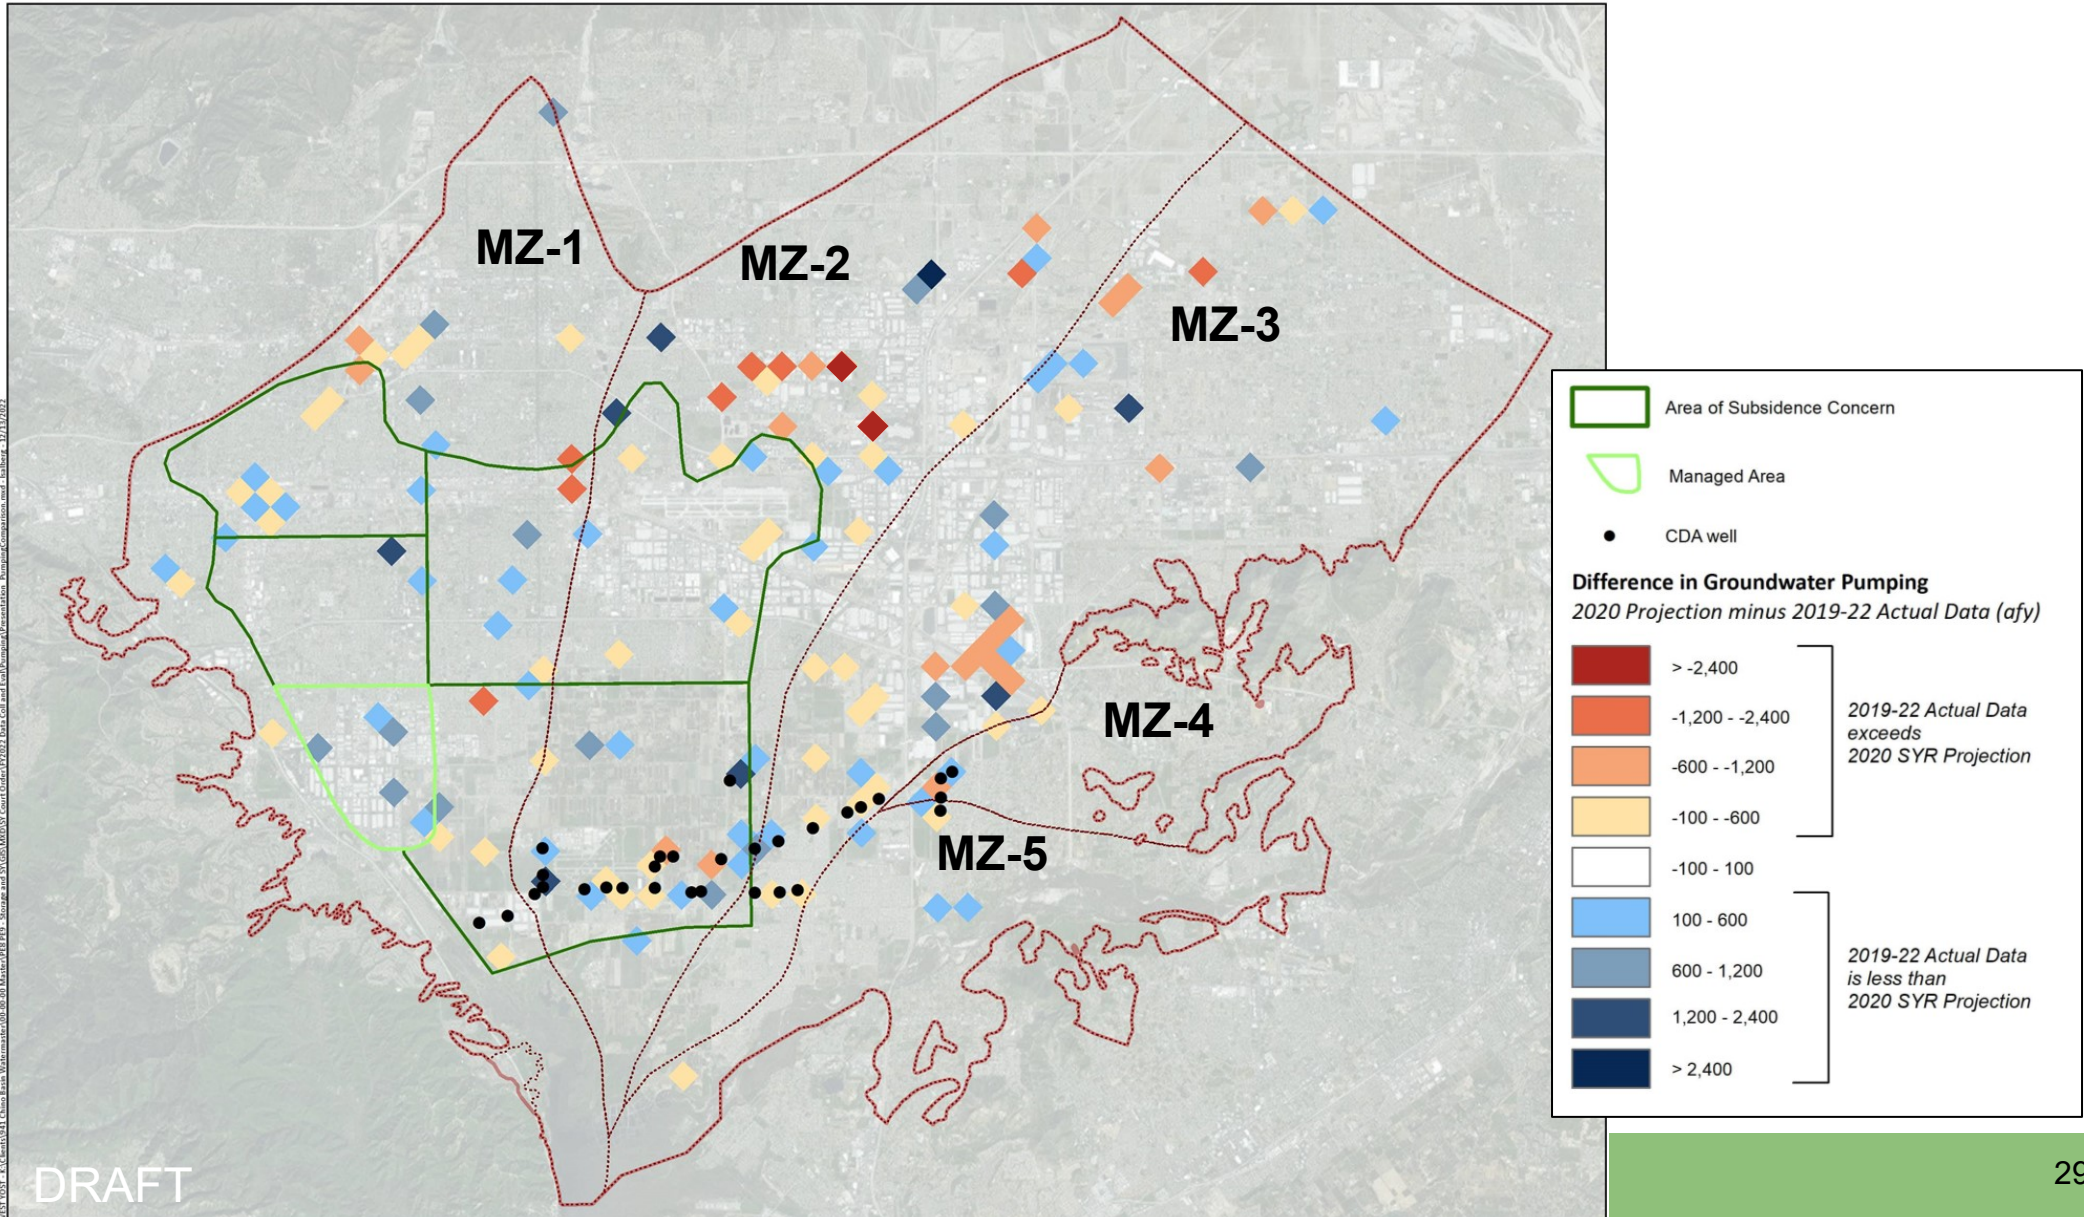 MZ-1
MZ-2
MZ-3
MZ-4
MZ-5
DRAFT
Area of Subsidence Concern
Managed Area
CDA well
Difference in Groundwater Pumping
2020 Projection minus 2019-22 Actual Data (afy)
> -2,400
-1,200 - -2,400
-600 - -1,200
-100 - -600
-100 - 100
100 - 600
600 - 1,200
1,200 - 2,400
> 2,400
2019-22 Actual Data
exceeds
2020 SYR Projection
2019-22 Actual Data
is less than
2020 SYR Projection
29